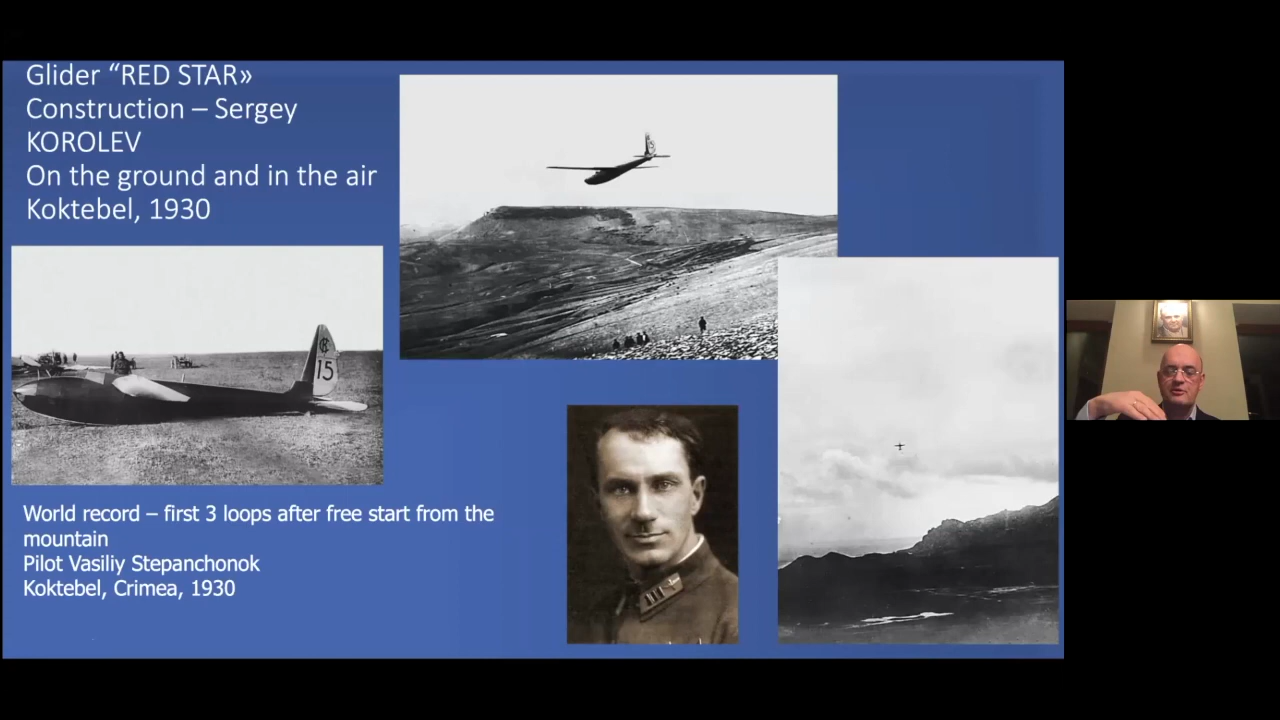 Glider “RED STAR»
Construction – Sergey
KOROLEV
On the ground and in the air
Koktebel, 1930
15
World record – first 3 loops after free start from the
mountain
Pilot Vasiliy Stepanchonok
Koktebel, Crimea, 1930